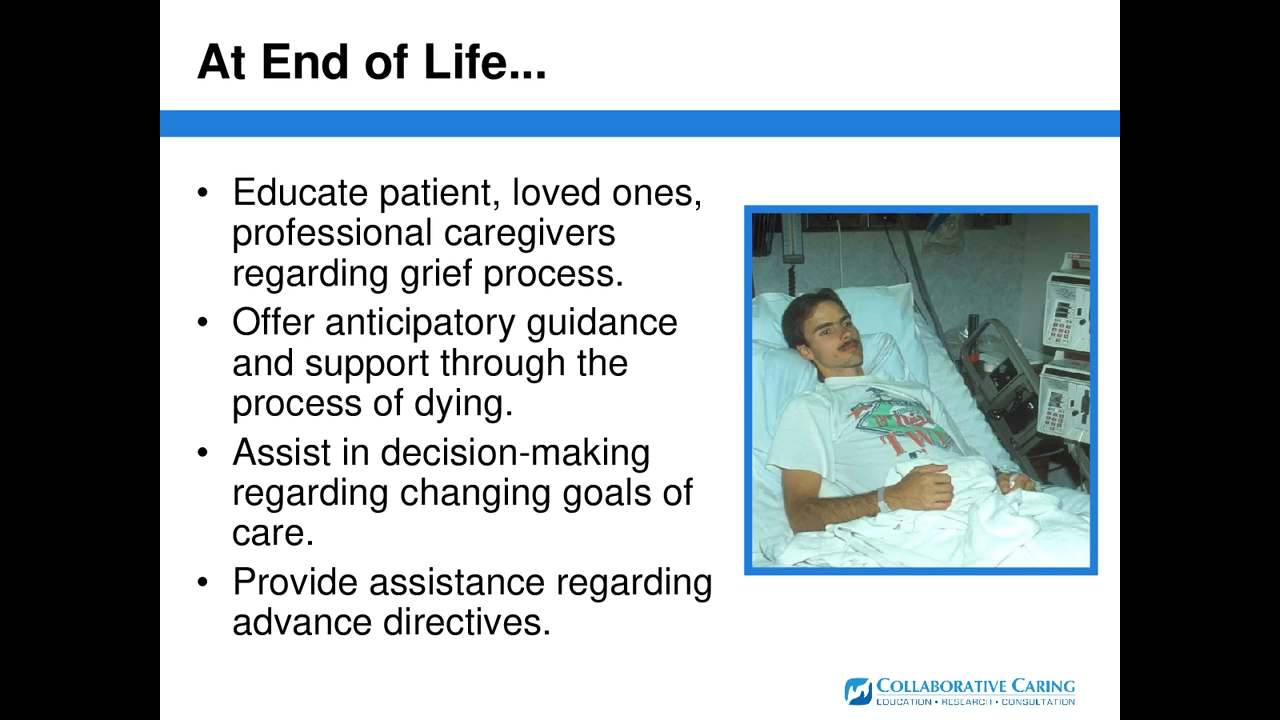 At End of Life...
• Educate patient, loved ones,
professional caregivers
regarding grief process.
• Offer anticipatory guidance
and support through the
process of dying.
• Assist in decision-making
regarding changing goals of
care.
• Provide assistance regarding
advance directives.
COLLABORATIVE CARING
EDUCATION • RESEARCH • CONSULTATION